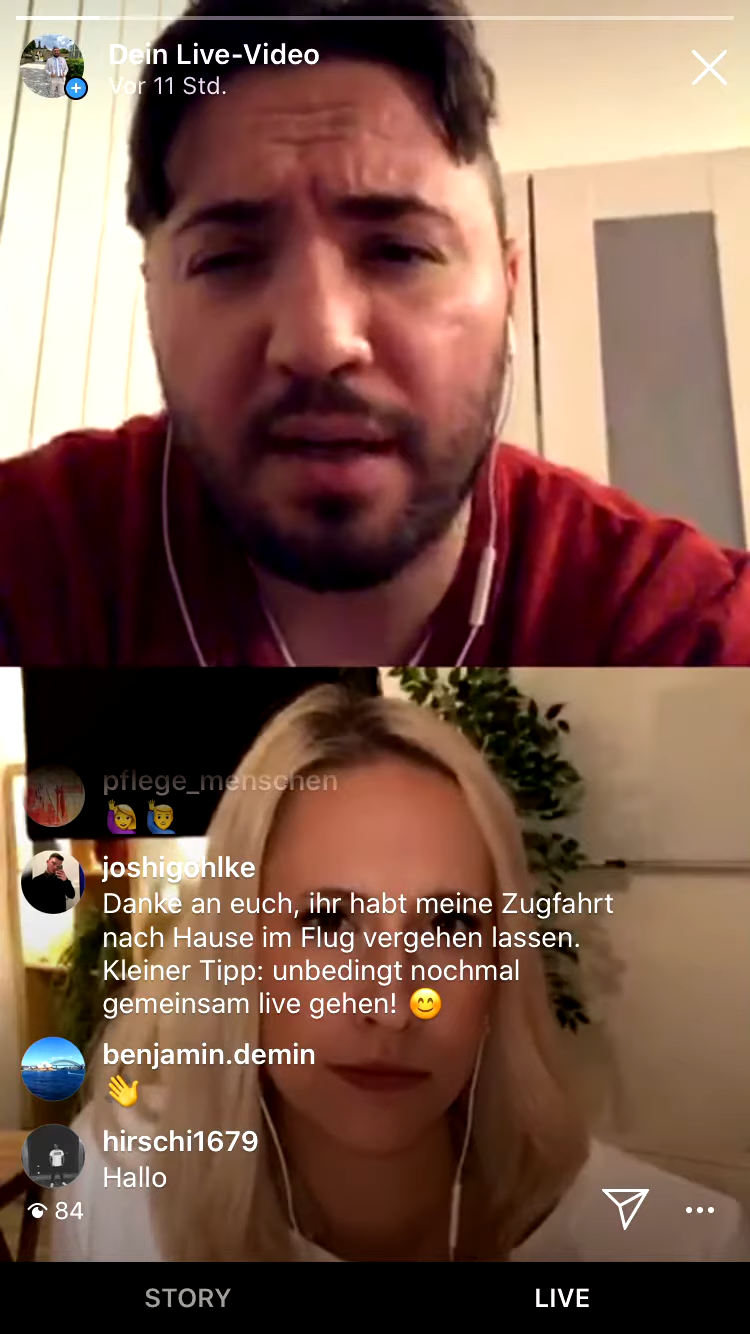 Dein Live-Video
Vor 11 Std.
pflege_menschen
🙋‍♀️ 🙋‍♂️
joshigohlke
Danke an euch, ihr habt meine Zugfahrt
nach Hause im Flug vergehen lassen.
Kleiner Tipp: unbedingt nochmal
gemeinsam live gehen! 😊
benjamin.demin
👋
hirschi1679
Hallo
84
STORY
LIVE